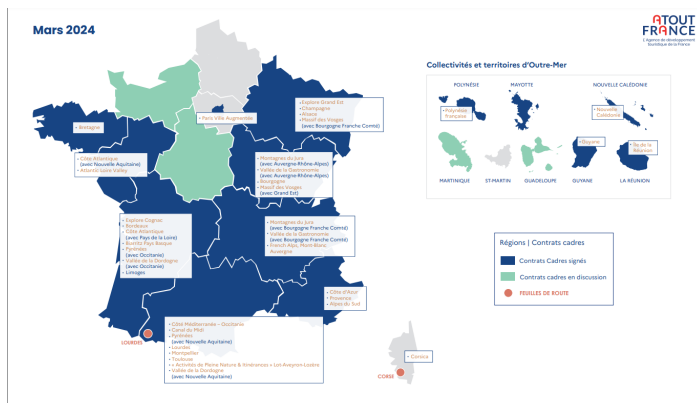 Mars 2024
ATOUT
FRANCE
L'Agence de développement
touristique de la France
• Explore Grand Est
• Champagne
• Alsace
• Massif des Vosges
(avec Bourgogne Franche Comté)
• Paris Ville Augmentée
• Bretagne
• Côte Atlantique
(avec Nouvelle Aquitaine)
• Atlantic Loire Valley
• Montagnes du Jura
(avec Auvergne-Rhône-Alpes)
• Vallée de la Gastronomie
(avec Auvergne-Rhône-Alpes)
• Bourgogne
• Massif des Vosges
(avec Grand Est)
• Explore Cognac
• Bordeaux
• Côte Atlantique
(avec Pays de la Loire)
• Biarritz Pays Basque
• Pyrénées
(avec Occitanie)
• Vallée de la Dordogne
(avec Occitanie)
• Limoges
• Montagnes du Jura
(avec Bourgogne Franche Comté)
• Vallée de la Gastronomie
(avec Bourgogne Franche Comté)
• French Alps, Mont Blanc
Auvergne
• Côte d'Azur
• Provence
• Alpes du Sud
LOURDES
• Côté Méditerranée – Occitanie
• Canal du Midi
• Pyrénées
(avec Nouvelle Aquitaine)
• Lourdes
• Montpellier
• Toulouse
• « Activités de Pleine Nature & Itinérances » Lot-Aveyron-Lozère
• Vallée de la Dordogne
(avec Nouvelle Aquitaine)
• Corsica
CORSE
Collectivités et territoires d'Outre-Mer
POLYNÉSIE
MAYOTTE
NOUVELLE CALÉDONIE
• Polynésie
française
• Nouvelle
Calédonie
• Guyane
• Ile de la
Réunion
MARTINIQUE
ST-MARTIN
GUADELOUPE
GUYANE
LA RÉUNION
Régions | Contrats cadres
Contrats Cadres signés
Contrats cadres en discussion
FEUILLES DE ROUTE